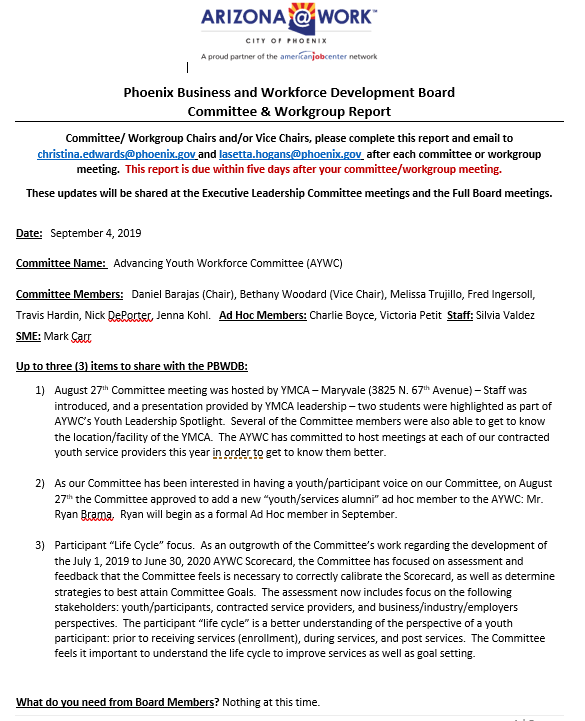 ARIZONA @ WORK™
CITY OF PHOENIX
A proud partner of the americanjobcenter network
Phoenix Business and Workforce Development Board
Committee & Workgroup Report
Committee/ Workgroup Chairs and/or Vice Chairs, please complete this report and email to
christina.edwards@phoenix.gov and lasetta.hogans@phoenix.gov after each committee or workgroup
meeting. This report is due within five days after your committee/workgroup meeting.
These updates will be shared at the Executive Leadership Committee meetings and the Full Board meetings.
Date: September 4, 2019
Committee Name: Advancing Youth Workforce Committee (AYWC)
Committee Members: Daniel Barajas (Chair), Bethany Woodard (Vice Chair), Melissa Trujillo, Fred Ingersoll,
Travis Hardin, Nick DePorter, Jenna Kohl. Ad Hoc Members: Charlie Boyce, Victoria Petit Staff: Silvia Valdez
SME: Mark Carr
Up to three (3) items to share with the PBWDB:
1) August 27th Committee meeting was hosted by YMCA – Maryvale (3825 N. 67th Avenue) – Staff was
introduced, and a presentation provided by YMCA leadership – two students were highlighted as part of
AYWC's Youth Leadership Spotlight. Several of the Committee members were also able to get to know
the location/facility of the YMCA. The AYWC has committed to host meetings at each of our contracted
youth service providers this year in order to get to know them better.
2) As our Committee has been interested in having a youth/participant voice on our Committee, on August
27th the Committee approved to add a new "youth/services alumni" ad hoc member to the AYWC: Mr.
Ryan Brama. Ryan will begin as a formal Ad Hoc member in September.
3) Participant "Life Cycle" focus. As an outgrowth of the Committee's work regarding the development of
the July 1, 2019 to June 30, 2020 AYWC Scorecard, the Committee has focused on assessment and
feedback that the Committee feels is necessary to correctly calibrate the Scorecard, as well as determine
strategies to best attain Committee Goals. The assessment now includes focus on the following
stakeholders: youth/participants, contracted service providers, and business/industry/employers
perspectives. The participant "life cycle" is a better understanding of the perspective of a youth
participant: prior to receiving services (enrollment), during services, and post services. The Committee
feels it important to understand the life cycle to improve services as well as goal setting.
What do you need from Board Members? Nothing at this time.